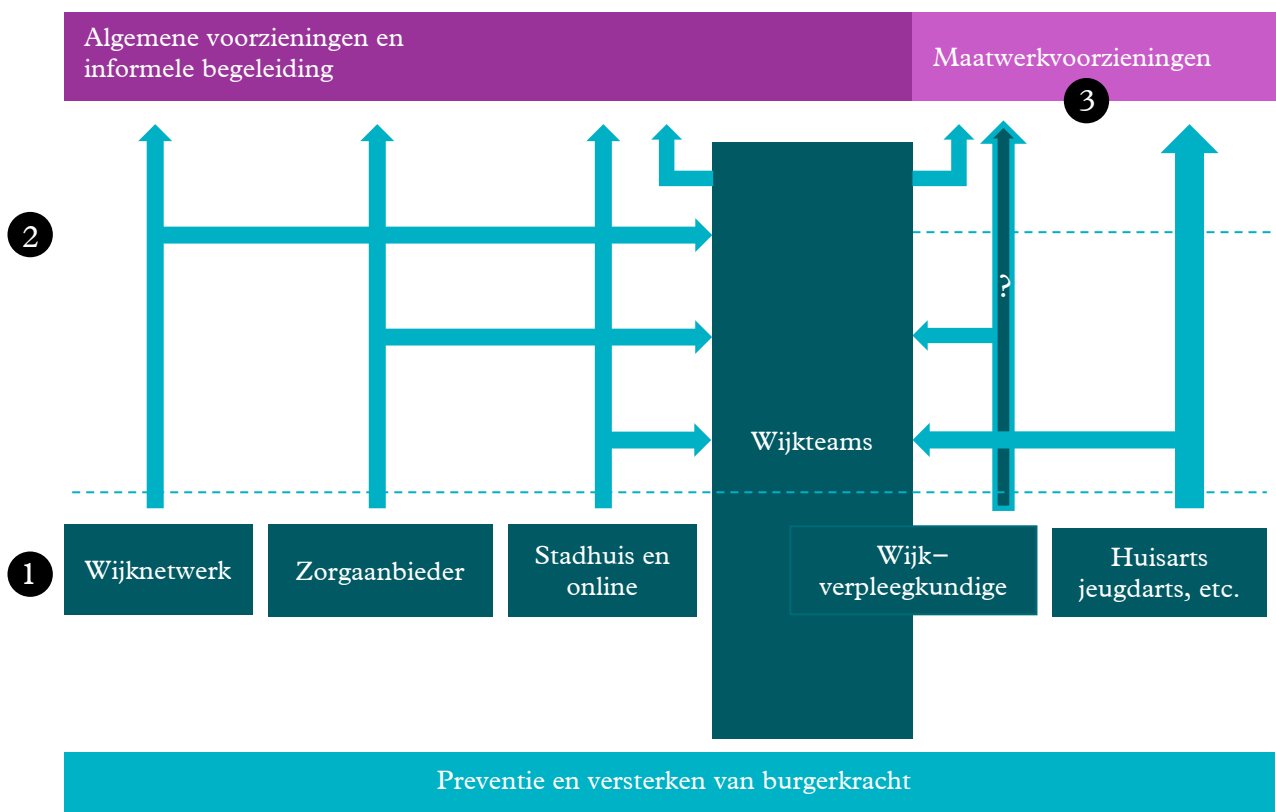 Algemene voorzieningen en
informele begeleiding
Maatwerkvoorzieningen
3
2
?
Wijkteams
1
Wijknetwerk
Zorgaanbieder
Stadhuis en
online
Wijk–
verpleegkundige
Huisarts
jeugdarts, etc.
Preventie en versterken van burgerkracht